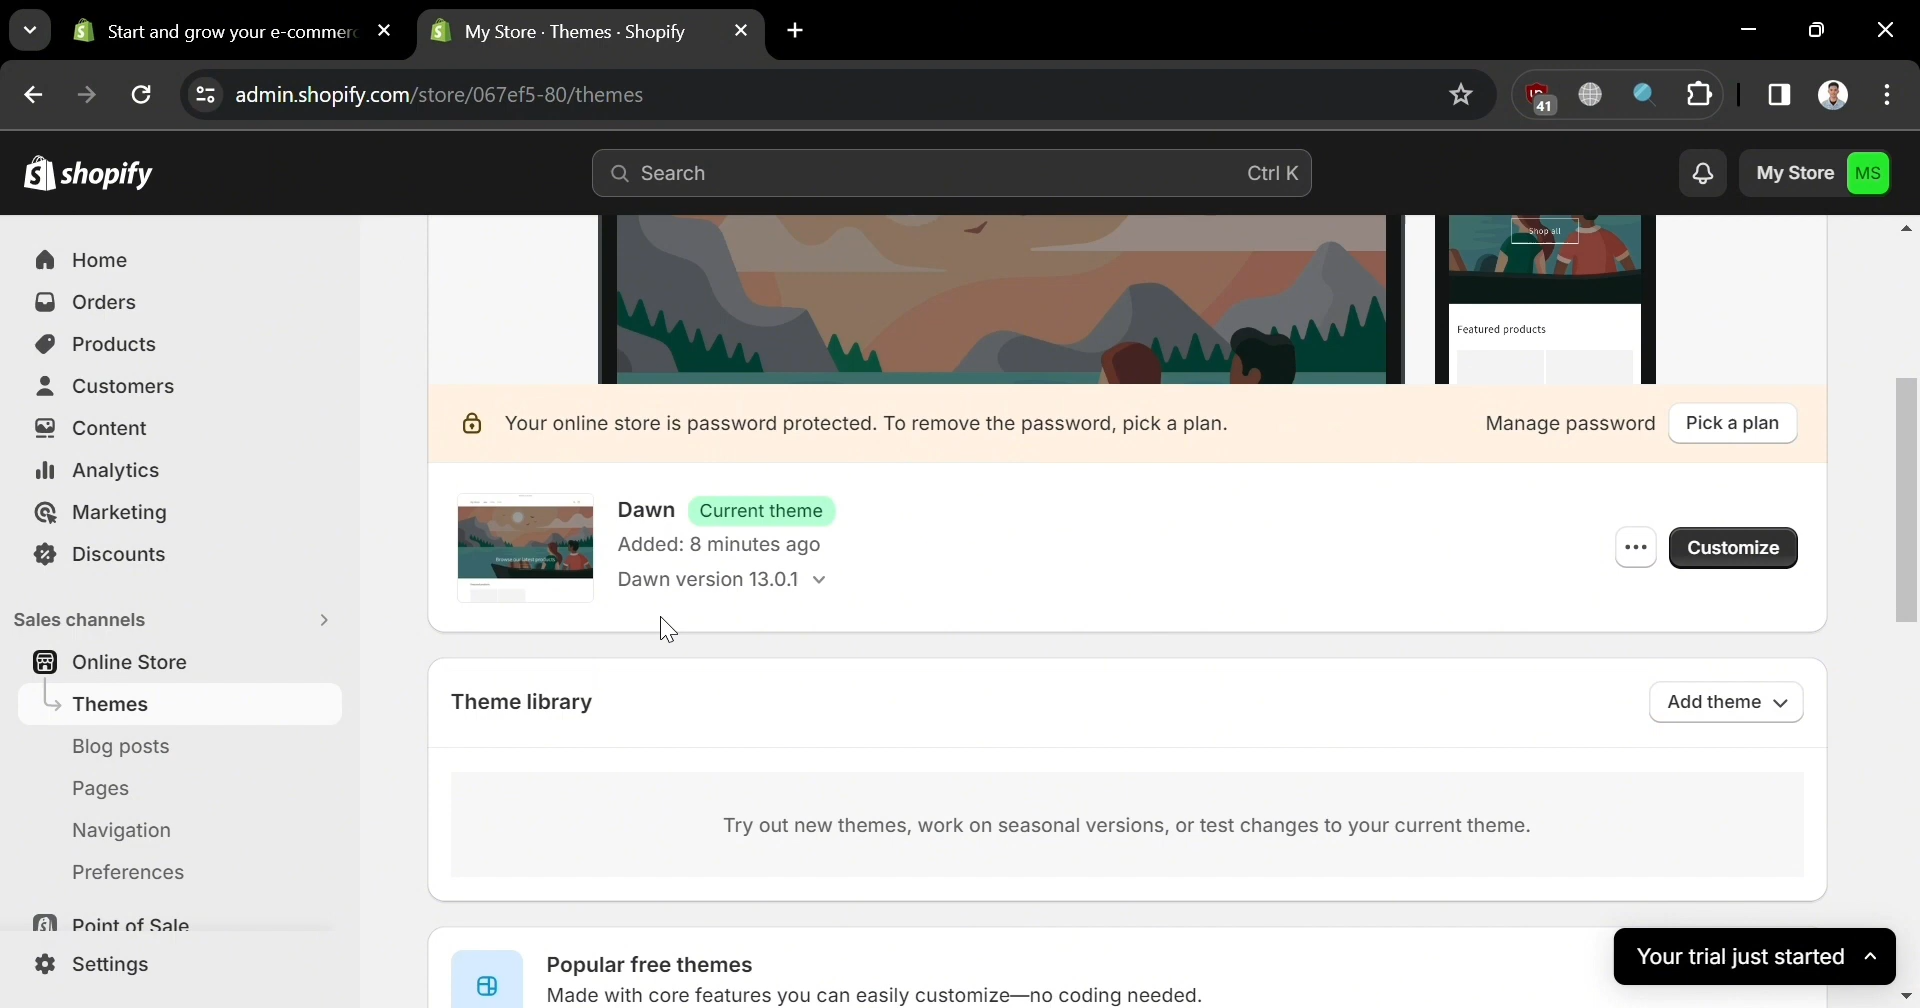 Start and grow your e-commerc
My Store · Themes · Shopify
admin.shopify.com/store/067ef5-80/themes
41
shopify
Search
Ctrl K
My Store
MS
Home
Orders
Products
Customers
Content
Analytics
Marketing
Discounts
Sales channels
Online Store
Themes
Blog posts
Pages
Navigation
Preferences
Point of Sale
Settings
Shop all
Featured products
Your online store is password protected. To remove the password, pick a plan.
Manage password
Pick a plan
Browse our latest products
Dawn
Current theme
Added: 8 minutes ago
Dawn version 13.0.1
Customize
Theme library
Add theme
Try out new themes, work on seasonal versions, or test changes to your current theme.
Popular free themes
Made with core features you can easily customize—no coding needed.
Your trial just started